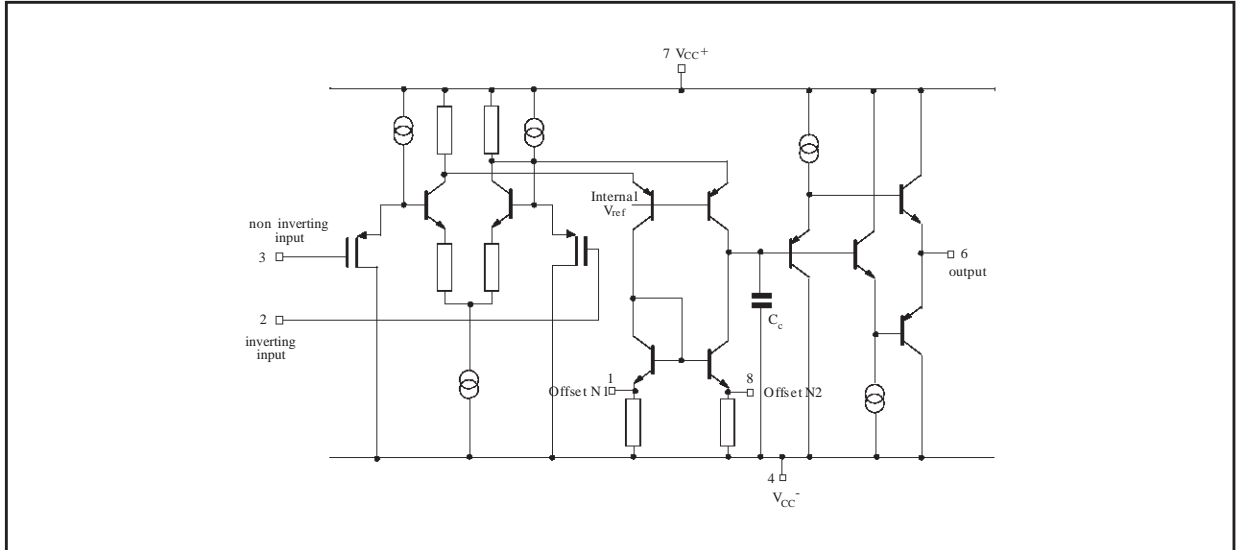 7 VCC+
Internal
Vref
non inverting
input
3
6
output
2
inverting
input
Cc
1
Offset N1
8
Offset N2
4
VCC-